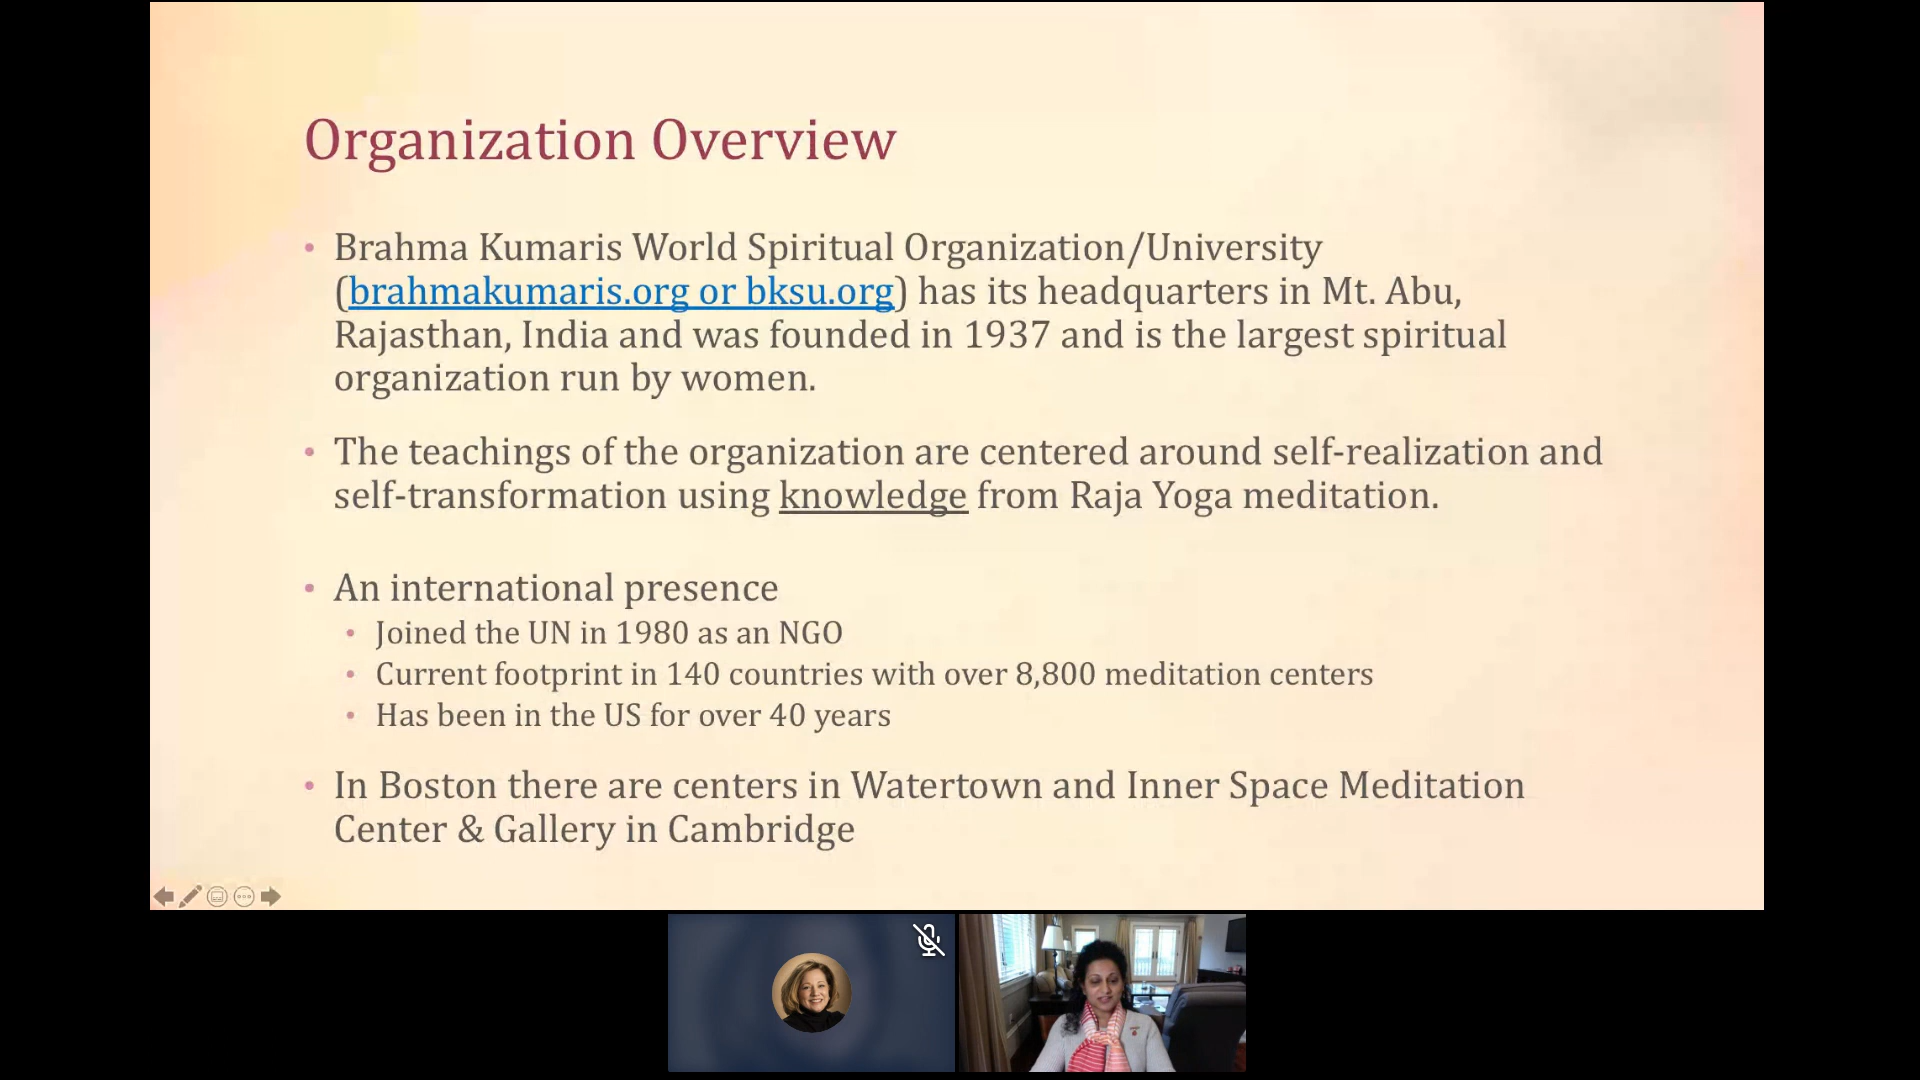 Organization Overview
• Brahma Kumaris World Spiritual Organization/University
(brahmakumaris.org or bksu.org) has its headquarters in Mt. Abu,
Rajasthan, India and was founded in 1937 and is the largest spiritual
organization run by women.
• The teachings of the organization are centered around self-realization and
self-transformation using knowledge from Raja Yoga meditation.
• An international presence
• Joined the UN in 1980 as an NGO
• Current footprint in 140 countries with over 8,800 meditation centers
• Has been in the US for over 40 years
• In Boston there are centers in Watertown and Inner Space Meditation
Center & Gallery in Cambridge